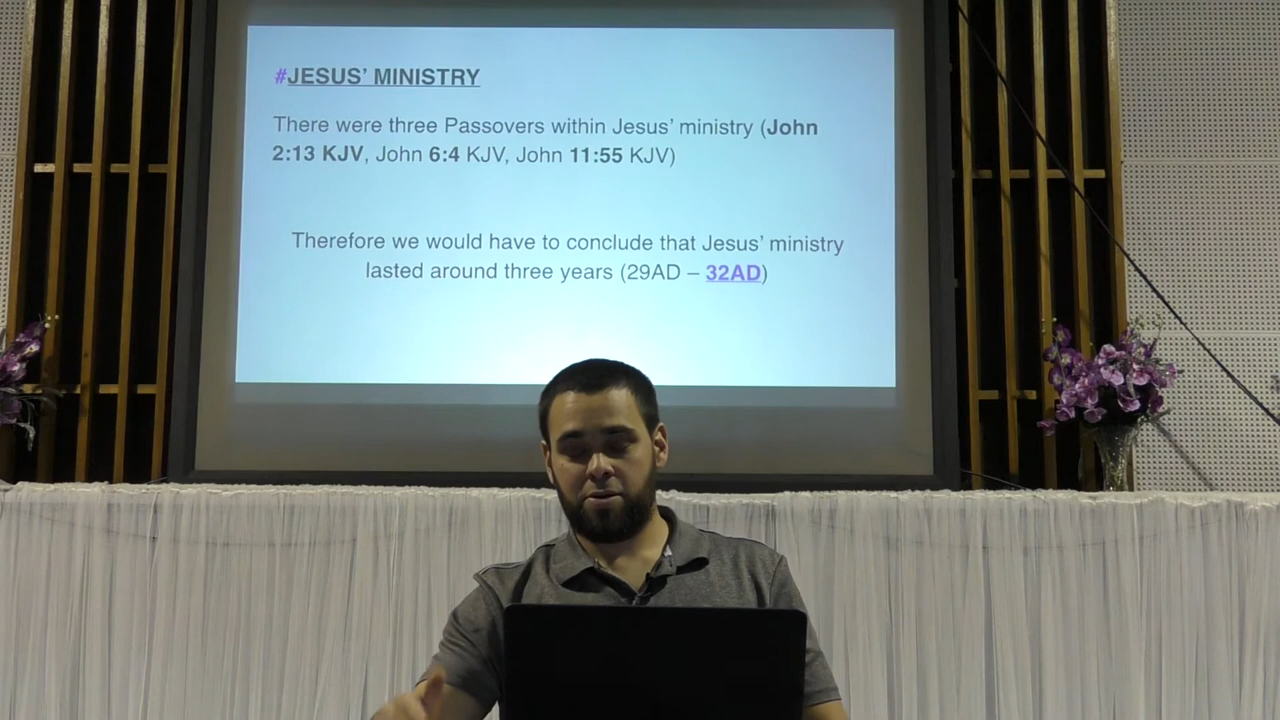 #JESUS’ MINISTRY
There were three Passovers within Jesus’ ministry (John
2:13 KJV, John 6:4 KJV, John 11:55 KJV)
Therefore we would have to conclude that Jesus’ ministry
lasted around three years (29AD – 32AD)